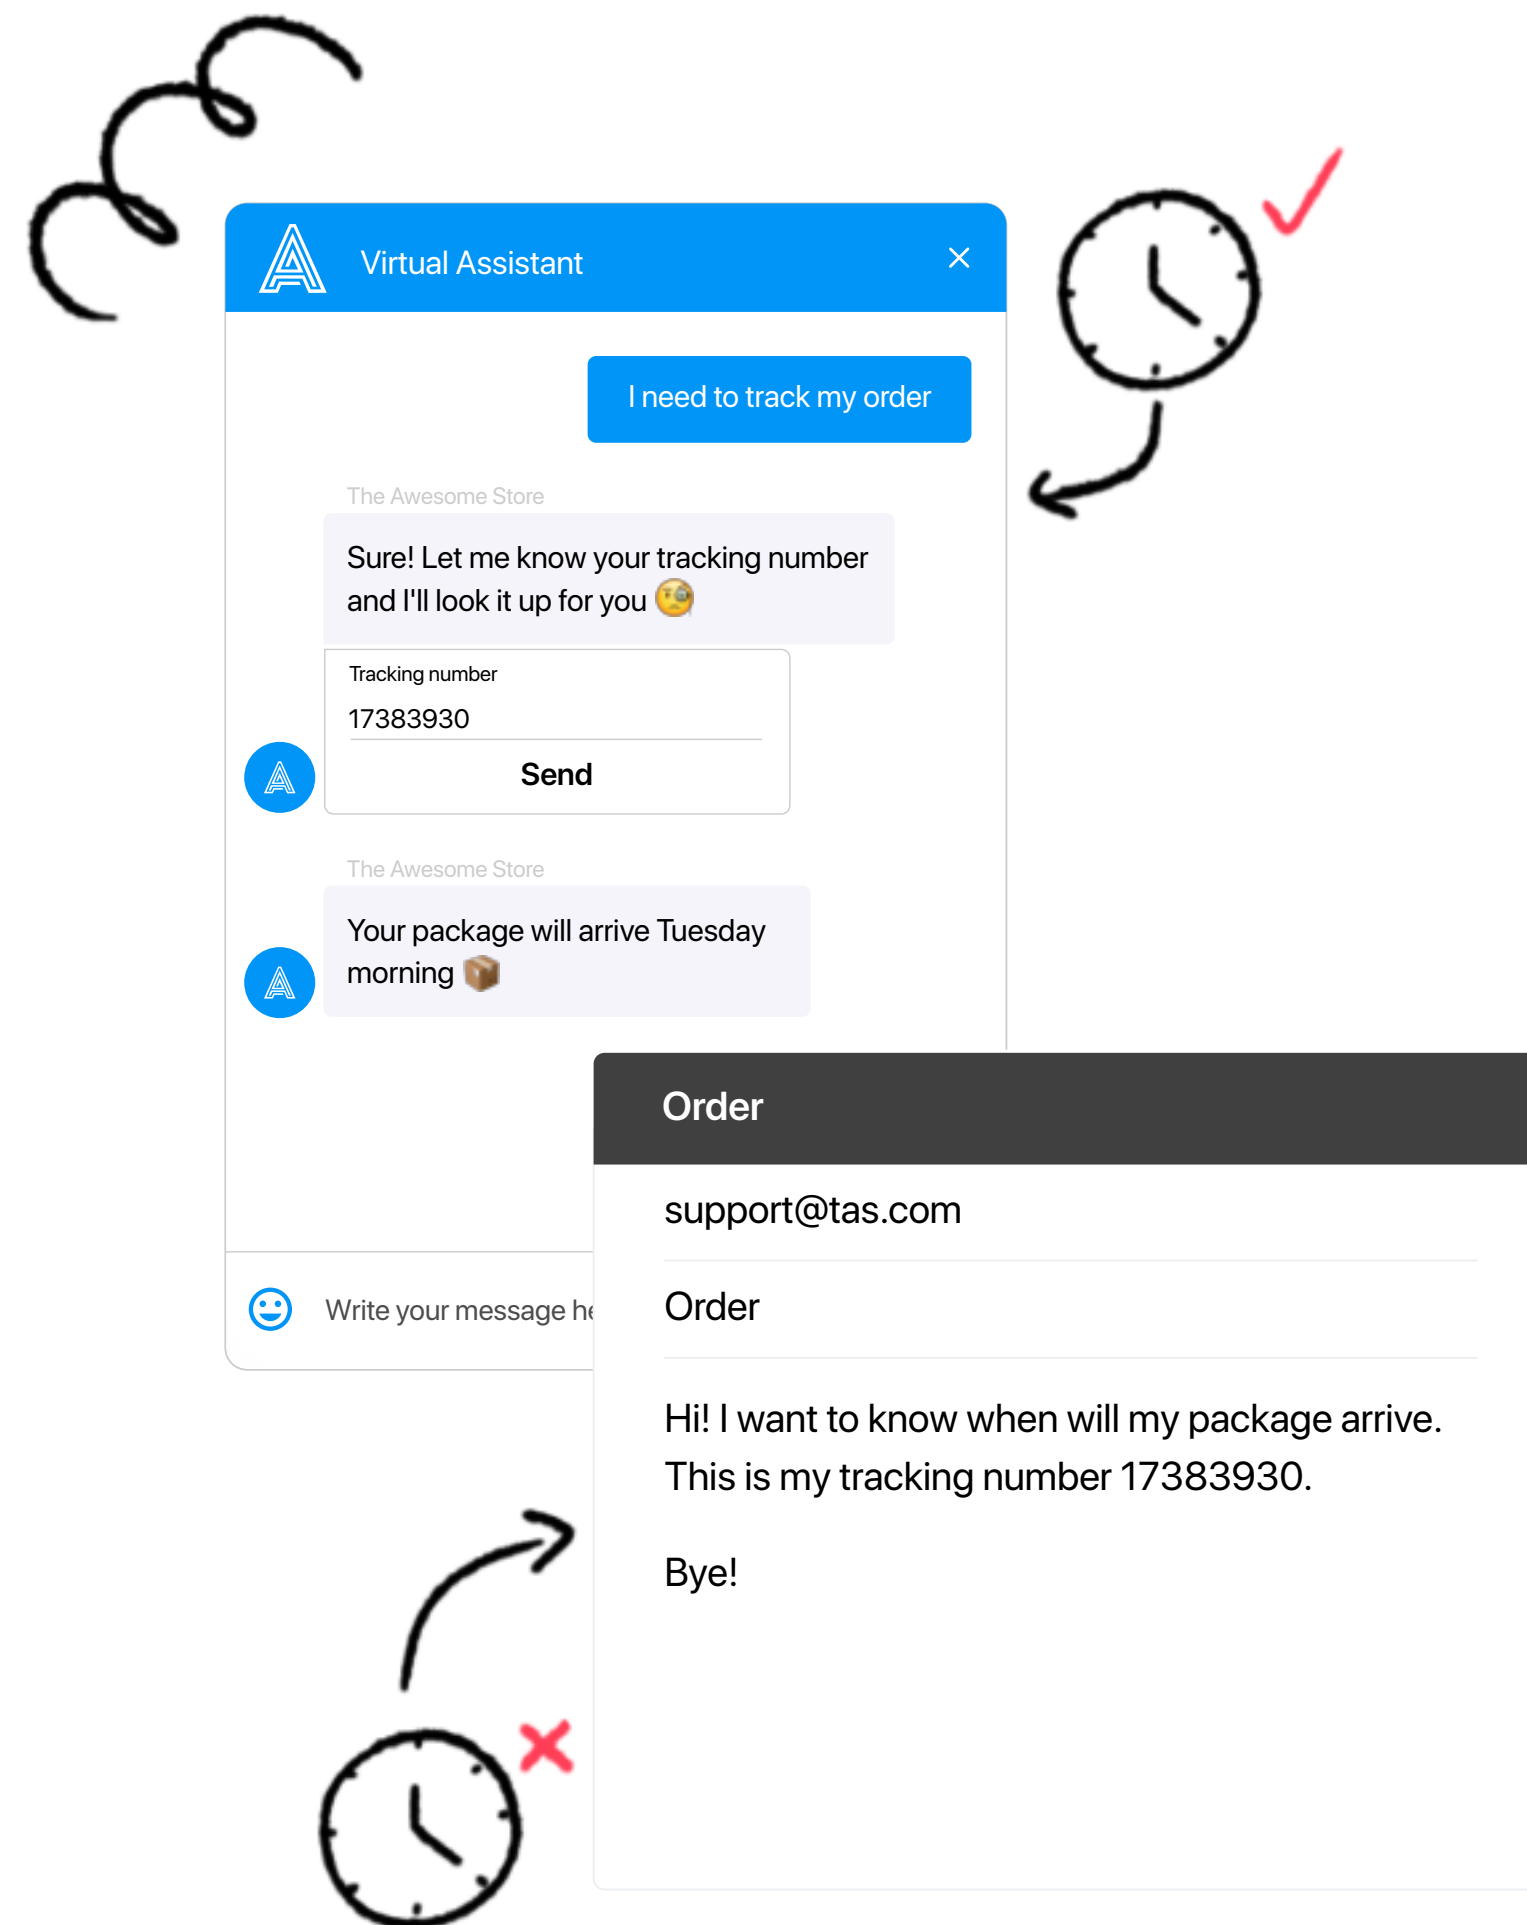 Virtual Assistant
I need to track my order
The Awesome Store
Sure! Let me know your tracking number
and I'll look it up for you 🧐
Tracking number
17383930
Send
The Awesome Store
Your package will arrive Tuesday
morning 📦
Write your message he
Order
support@tas.com
Order
Hi! I want to know when will my package arrive.
This is my tracking number 17383930.
Bye!